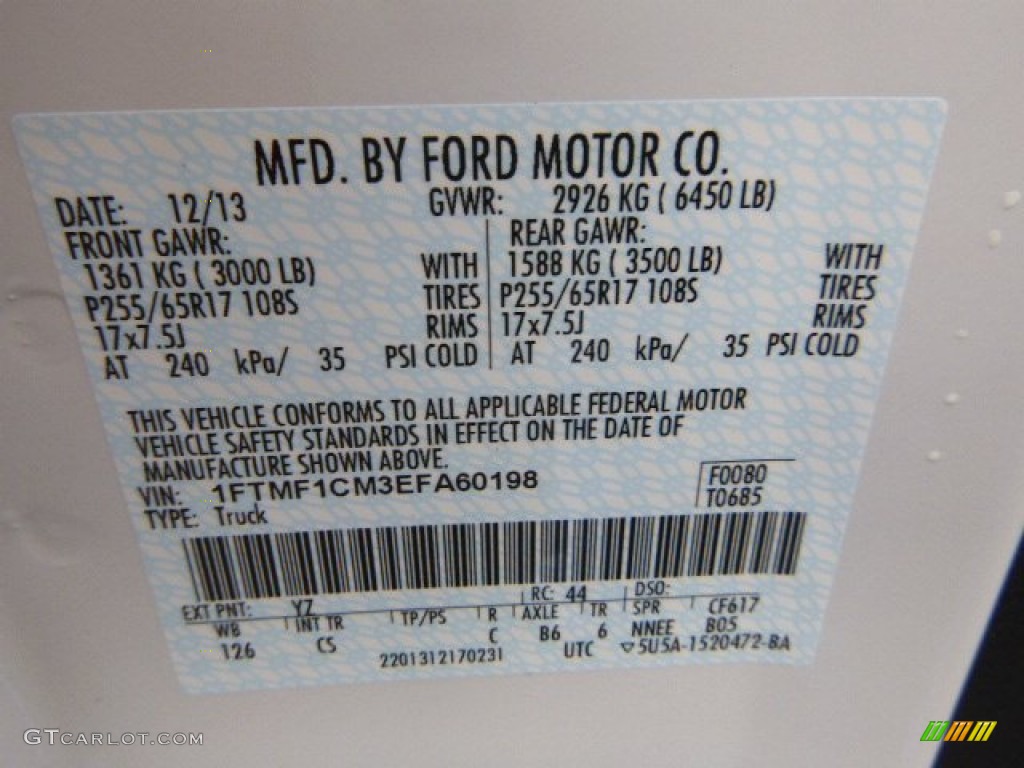 MFD. BY FORD MOTOR CO.
DATE: 12/13 GVWR: 2926 KG ( 6450 LB)
FRONT GAWR: REAR GAWR:
1361 KG ( 3000 LB) WITH 1588 KG ( 3500 LB) WITH
P255/65R17 108S TIRES P255/65R17 108S TIRES
17x7.5J RIMS 17x7.5J RIMS
AT 240 kPa/ 35 PSI COLD AT 240 kPa/ 35 PSI COLD
THIS VEHICLE CONFORMS TO ALL APPLICABLE FEDERAL MOTOR
VEHICLE SAFETY STANDARDS IN EFFECT ON THE DATE OF
MANUFACTURE SHOWN ABOVE.
VIN: 1FTMF1CM3EFA60198 F0080
TYPE: Truck T06B5
EXT PNT: YZ RC: 44 DSO:
WB INT TR TP/PS R AXLE TR SPR CF617
126 CS C B6 6 NNEE B05
2201312170231 UTC ▽5U5A-1520472-BA
GTCARLOT.COM